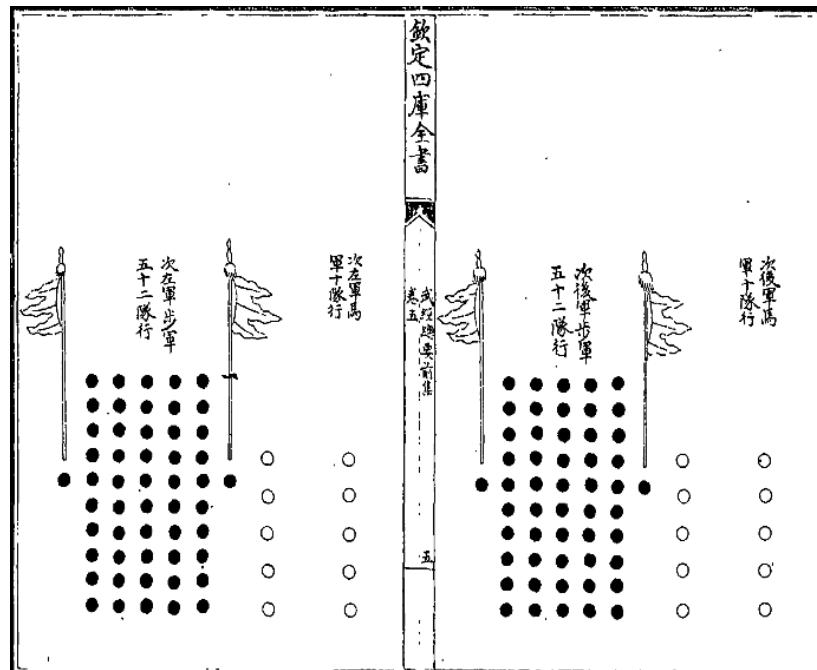 次後軍馬
軍十隊行
次後軍步軍
五十二隊行
欽定四庫全書
武經總要前集
卷五
五
次左軍馬
軍十隊行
次左軍步軍
五十二隊行